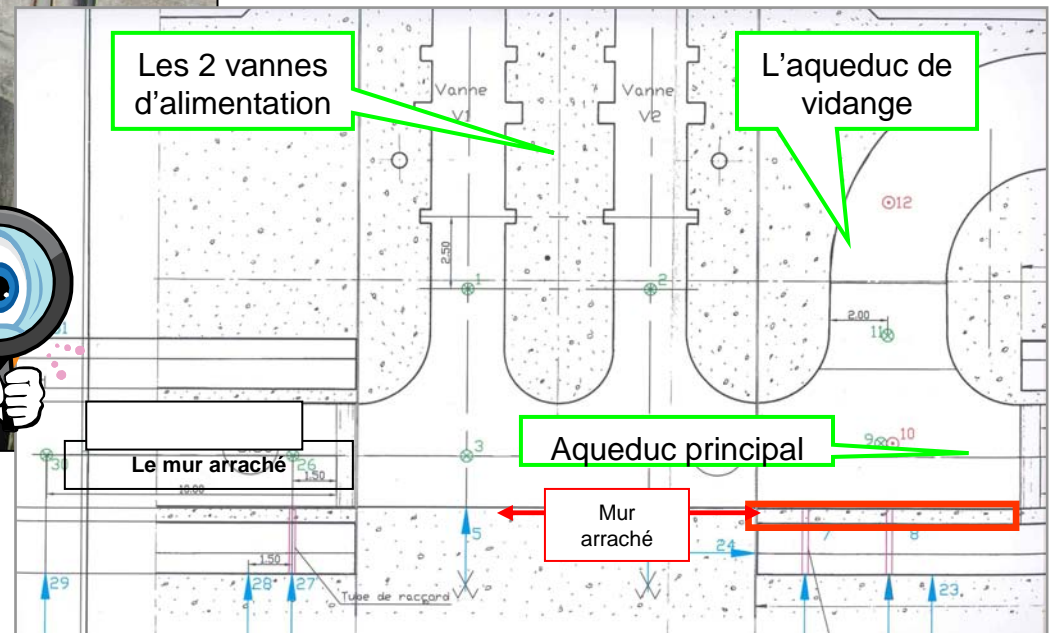 Les 2 vannes
d'alimentation
L'aqueduc de
vidange
Vanne
V1
Vanne
V2
12
2.50
1
2
2.00
11
Aqueduc principal
3
9
10
30
Le mur arraché
26
1.50
10.00
Mur
arraché
5
24
7
8
1.50
29
28
27
23
Tube de raccord